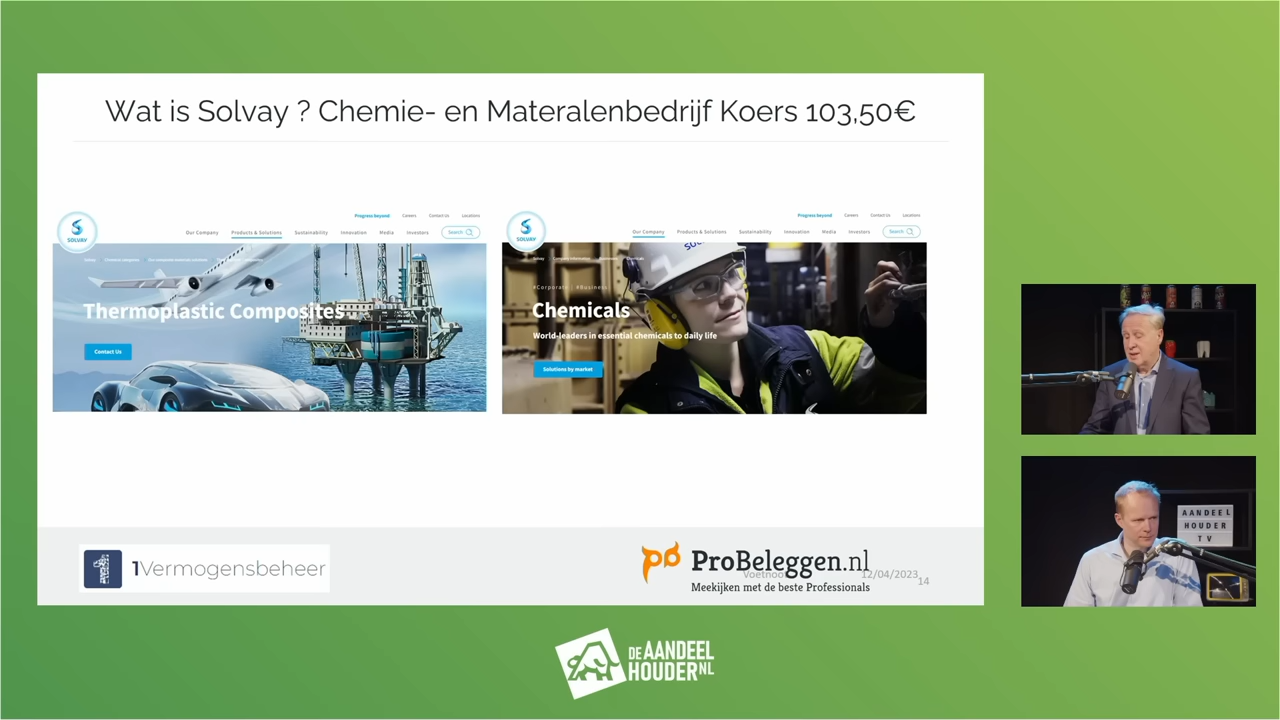 Wat is Solvay ? Chemie- en Materalenbedrijf Koers 103,50€
Progress beyond Careers Contact Us Locations
SOLVAY
Our Company Products & Solutions Sustainability Innovation Media Investors Search
Thermoplastic Composites
Contact Us
Progress beyond Careers Contact Us Locations
SOLVAY
Our Company Products & Solutions Sustainability Innovation Media Investors Search
#Corporate #Business
Chemicals
World-leaders in essential chemicals to daily life
Solutions by market
AANDEEL
HOUDER
TV
1Vermogensbeheer
ProBeleggen.nl
12/04/2023
14
Meekijken met de beste Professionals
DE AANDEEL
HOUDER NL